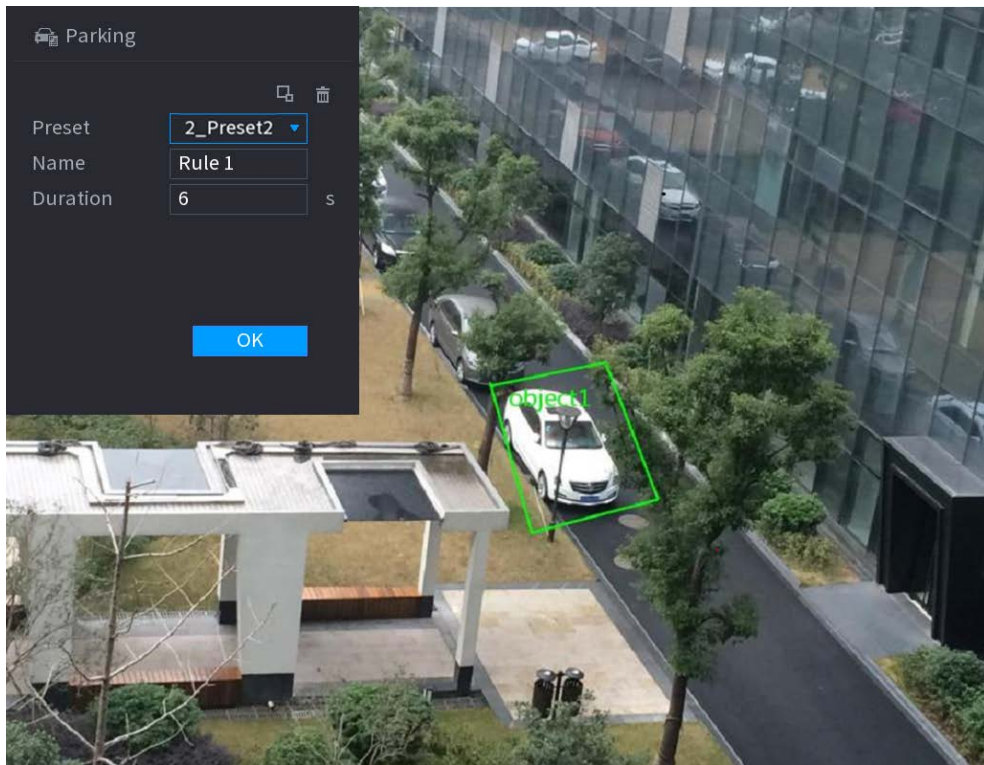 Parking
Preset 2_Preset2
Name Rule 1
Duration 6 s
OK
object1